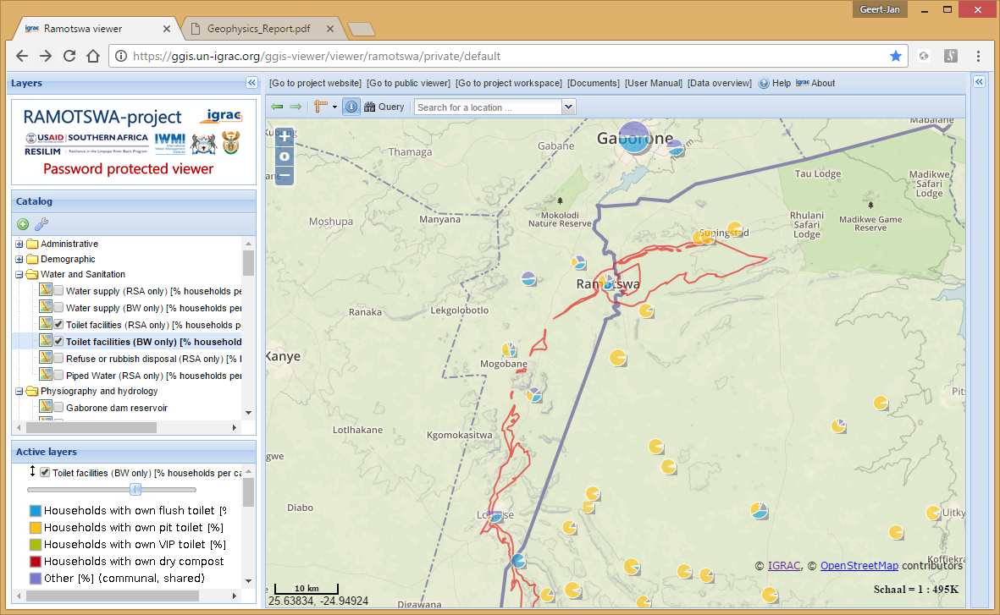 Geert-Jan
igrac Ramotswa viewer
Geophysics_Report.pdf
https://ggis.un-igrac.org/ggis-viewer/viewer/ramotswa/private/default
Layers
[Go to project website] [Go to public viewer] [Go to project workspace] [Documents] [User Manual] [Data overview] Help igrac About
Query
Search for a location ...
RAMOTSWA-project igrac
USAID SOUTHERN AFRICA IWMI
RESILIM
Password protected viewer
Catalog
Administrative
Demographic
Water and Sanitation
Water supply (RSA only) [% households pe
Water supply (BW only) [% households per
Toilet facilities (RSA only) [% households p
Toilet facilities (BW only) [% household
Refuse or rubbish disposal (RSA only) [% l
Piped Water (RSA only) [% households per
Physiography and hydrology
Gaborone dam reservoir
Active layers
Toilet facilities (BW only) [% households per ca
Households with own flush toilet [%
Households with own pit toilet [%]
Households with own VIP toilet [%]
Households with own dry compost
Other [%] (communal, shared)
Mabalane
Gaborone
Gabane
Thamaga
Tau Lodge
Madikwe
Safari
Lodge
Moshupa
Manyana
Mokolodi
Nature Reserve
Rhulani
Safari
Lodge
Madikwe Game
Reserve
Supingstad
Ramotswa
Ranaka
Lekgolobotlo
Kanye
Mogobane
Pits
Lotlhakane
Kgomokasitwa
gwe
Diabo
Lobatse
Uitky
Koffiekra
Digawana
© IGRAC, © OpenStreetMap contributors
10 km
25.63834, -24.94924
Schaal = 1 : 495K